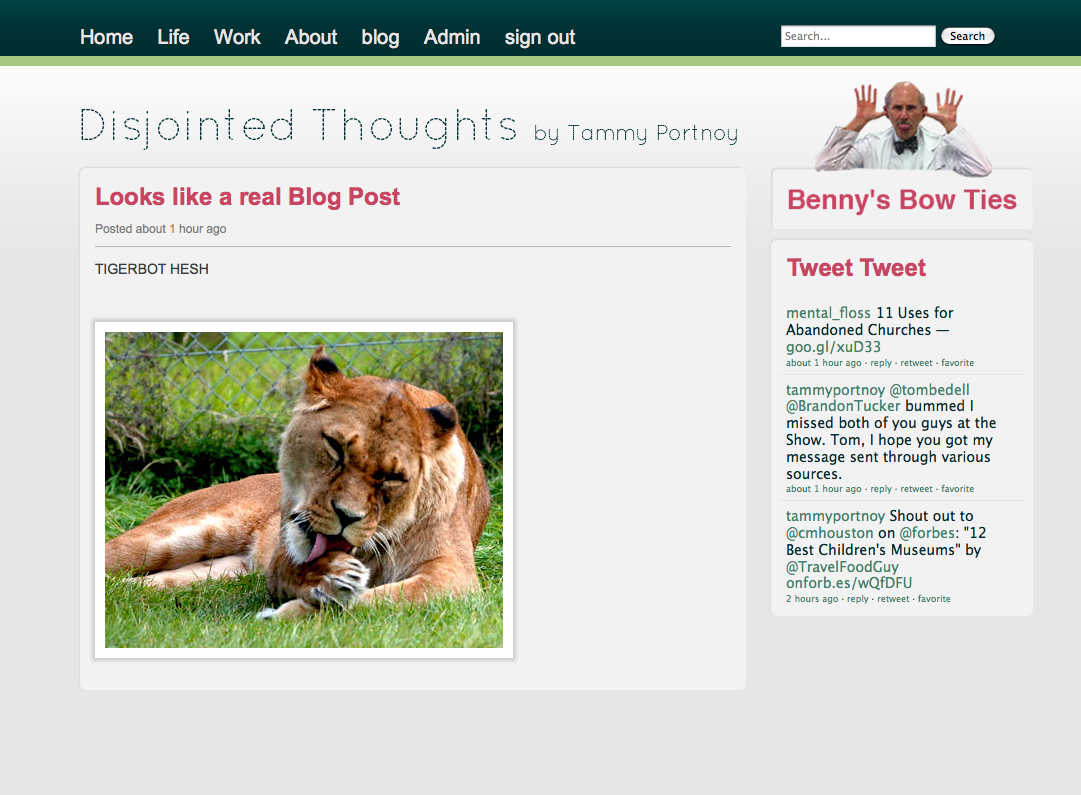 Home Life Work About blog Admin sign out Search... Search
Disjointed Thoughts by Tammy Portnoy
Looks like a real Blog Post
Posted about 1 hour ago
TIGERBOT HESH
Benny's Bow Ties
Tweet Tweet
mental_floss 11 Uses for
Abandoned Churches —
goo.gl/xuD33
about 1 hour ago · reply · retweet · favorite
tammyportnoy @tombedell
@BrandonTucker bummed I
missed both of you guys at the
Show. Tom, I hope you got my
message sent through various
sources.
about 1 hour ago · reply · retweet · favorite
tammyportnoy Shout out to
@cmhouston on @forbes: "12
Best Children's Museums" by
@TravelFoodGuy
onforb.es/wQfDFU
2 hours ago · reply · retweet · favorite